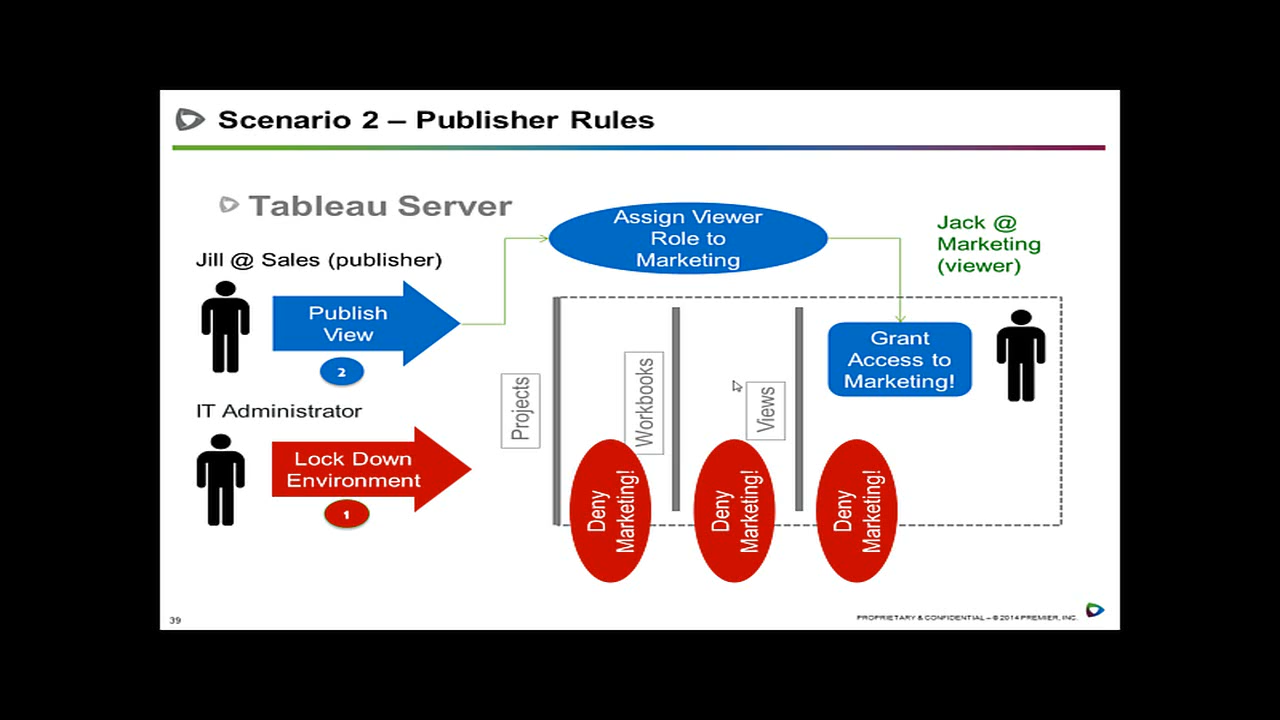 Scenario 2 – Publisher Rules
Tableau Server
Assign Viewer
Role to
Marketing
Jack @
Marketing
(viewer)
Jill @ Sales (publisher)
Publish
View
2
Grant
Access to
Marketing!
Projects
Workbooks
Views
IT Administrator
Lock Down
Environment
1
Deny
Marketing!
Deny
Marketing!
Deny
Marketing!
39
PROPRIETARY & CONFIDENTIAL – © 2014 PREMIER, INC.